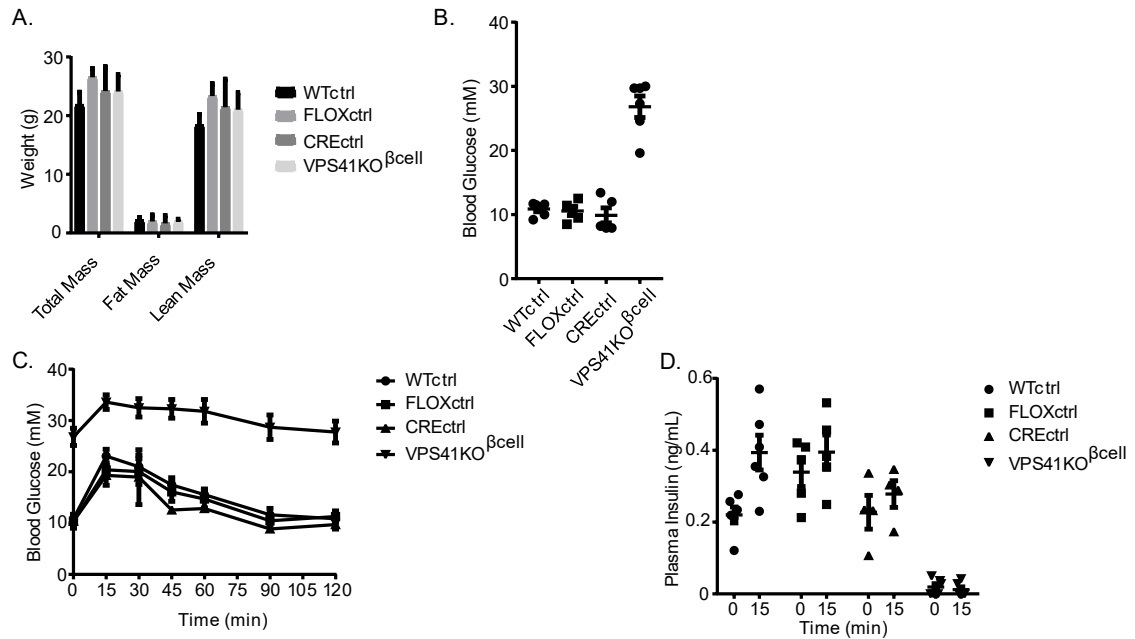 A.
30
20
10
0
Weight (g)
Total Mass
Fat Mass
Lean Mass
WTctrl
FLOXctrl
CREctrl
VPS41KOβcell
B.
40
30
20
10
0
Blood Glucose (mM)
WTctrl
FLOXctrl
CREctrl
VPS41KOβcell
C.
40
30
20
10
0
Blood Glucose (mM)
0 15 30 45 60 75 90 105 120
Time (min)
WTctrl
FLOXctrl
CREctrl
VPS41KOβcell
D.
0.6
0.4
0.2
0
Plasma Insulin (ng/mL)
0 15 0 15 0 15 0 15
Time (min)
WTctrl
FLOXctrl
CREctrl
VPS41KOβcell